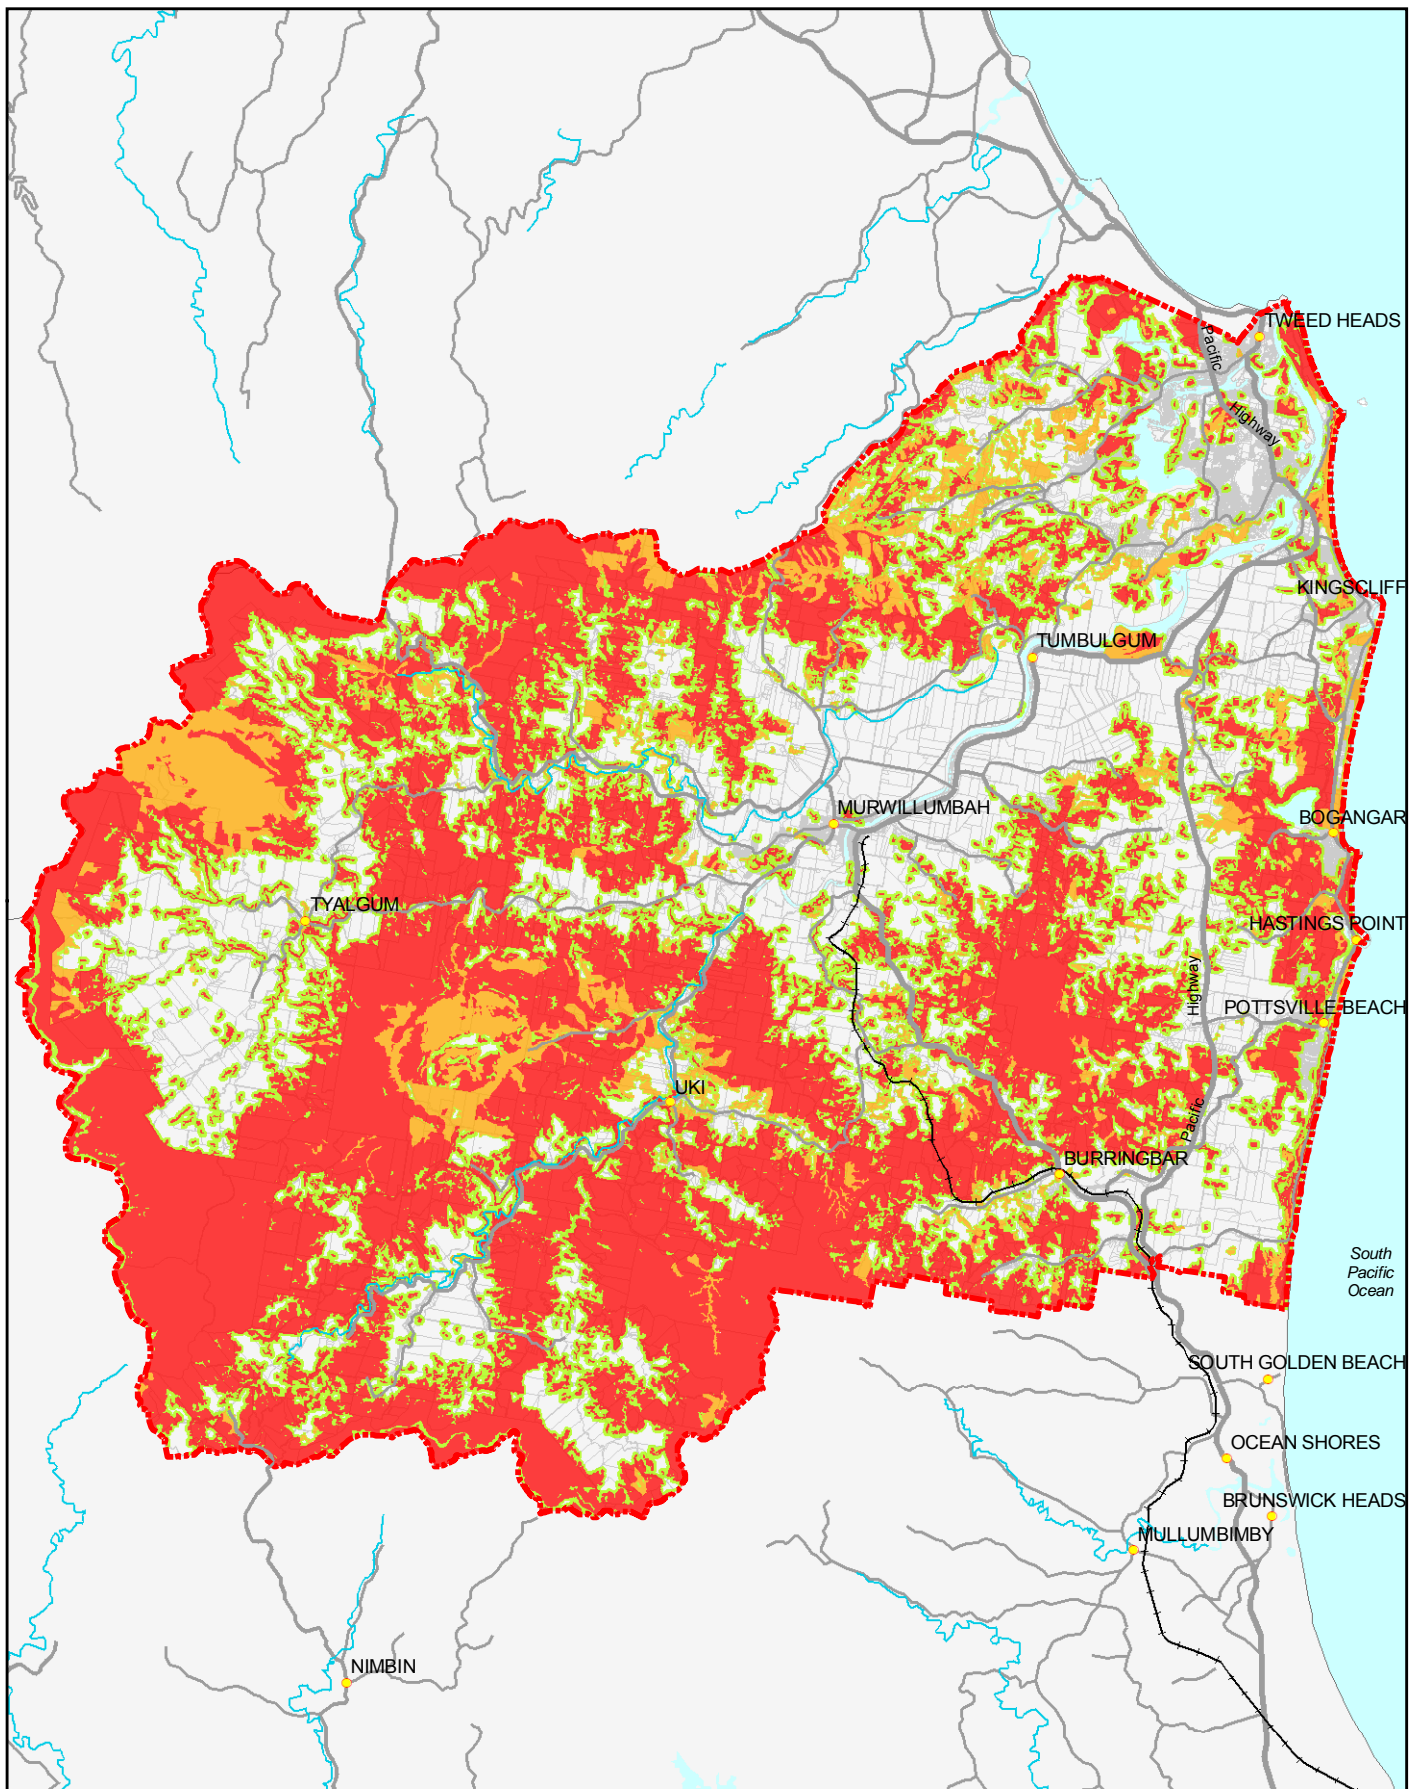 TWEED HEADS
Pacific
Highway
KINGSCLIFF
TUMBULGUM
MURWILLUMBAH
BOGANGAR
TYALGUM
HASTINGS POINT
Highway
POTTSVILLE BEACH
UKI
Pacific
BURRINGBAR
South
Pacific
Ocean
SOUTH GOLDEN BEACH
OCEAN SHORES
BRUNSWICK HEADS
MULLUMBIMBY
NIMBIN